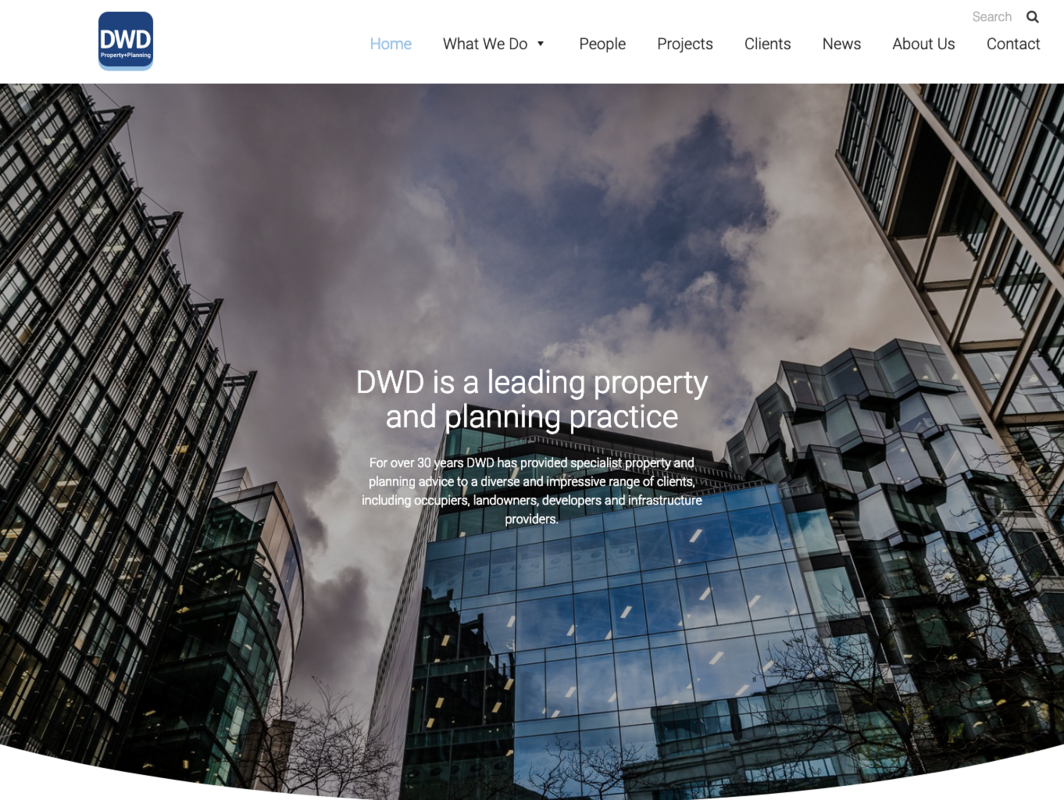 DWD
Property+Planning
Search
Home
What We Do
People
Projects
Clients
News
About Us
Contact
DWD is a leading property
and planning practice
For over 30 years DWD has provided specialist property and
planning advice to a diverse and impressive range of clients,
including occupiers, landowners, developers and infrastructure
providers.